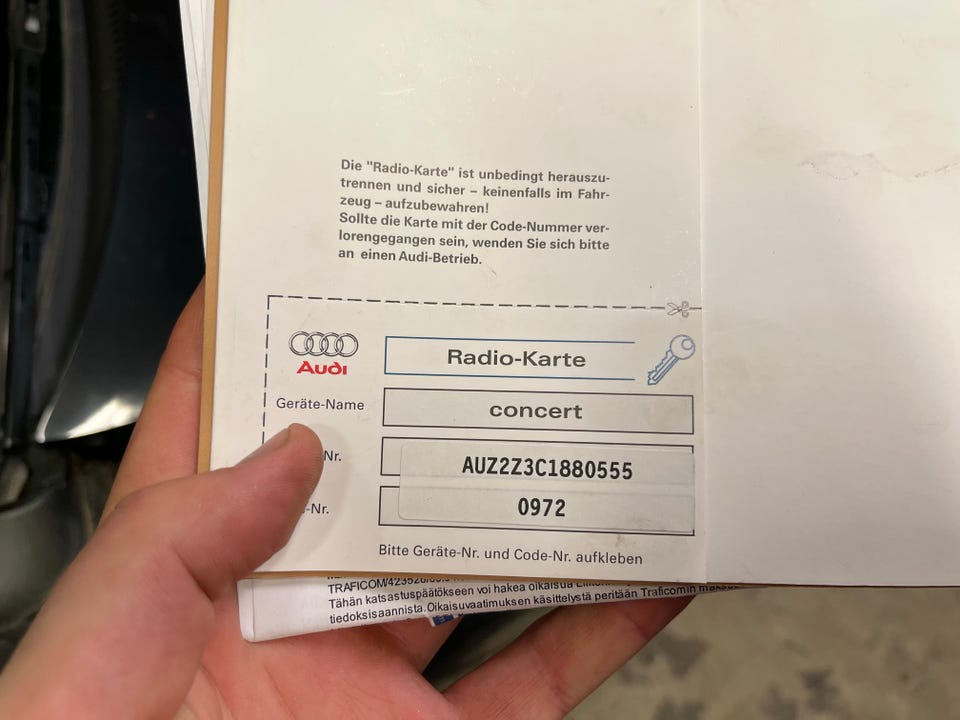 Die "Radio-Karte" ist unbedingt herauszu-
trennen und sicher – keinenfalls im Fahr-
zeug – aufzubewahren!
Sollte die Karte mit der Code-Nummer ver-
lorengegangen sein, wenden Sie sich bitte
an einen Audi-Betrieb.
Audi
Radio-Karte
Geräte-Name
concert
Nr.
AUZ2Z3C1880555
-Nr.
0972
Bitte Geräte-Nr. und Code-Nr. aufkleben
Tähän katsastuspäätökseen voi hakea oikaisua
tiedoksisaannista. Oikaisuvaatimuksen käsittelystä peritään Traficomin